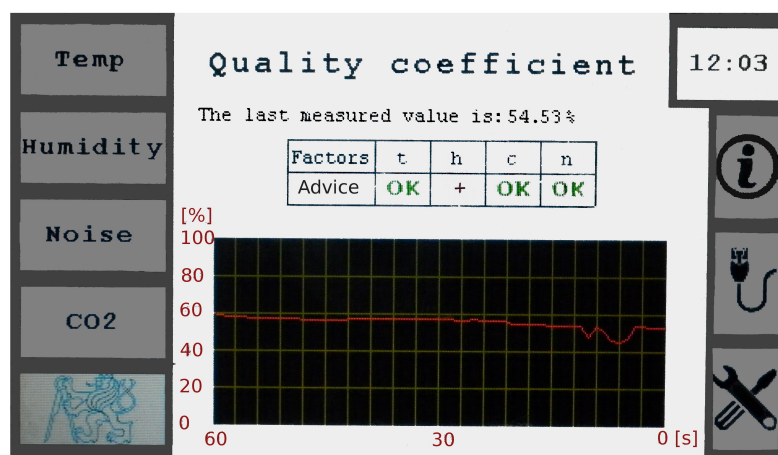 Temp
Quality coefficient
12:03
The last measured value is:54.53%
Humidity
Factors t h c n
Advice OK + OK OK
Noise
[%]
100
80
60
40
20
0
CO2
60 30 0 [s]